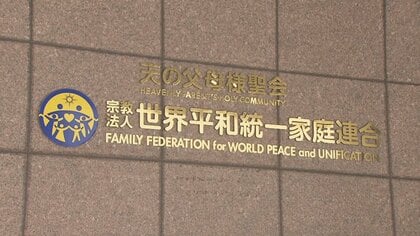 天の父母様聖会
HEAVENLY PARENT'S HOLY COMMUNITY
宗教法人 世界平和統一家庭連合
FAMILY FEDERATION for WORLD PEACE and UNIFICATION